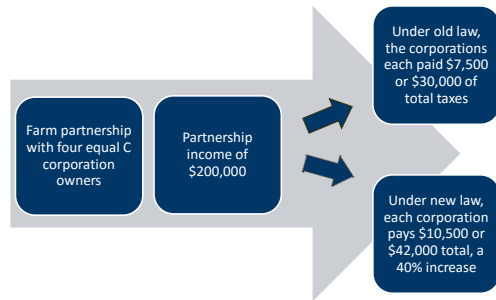 Farm partnership
with four equal C
corporation
owners
Partnership
income of
$200,000
Under old law,
the corporations
each paid $7,500
or $30,000 of
total taxes
Under new law,
each corporation
pays $10,500 or
$42,000 total, a
40% increase